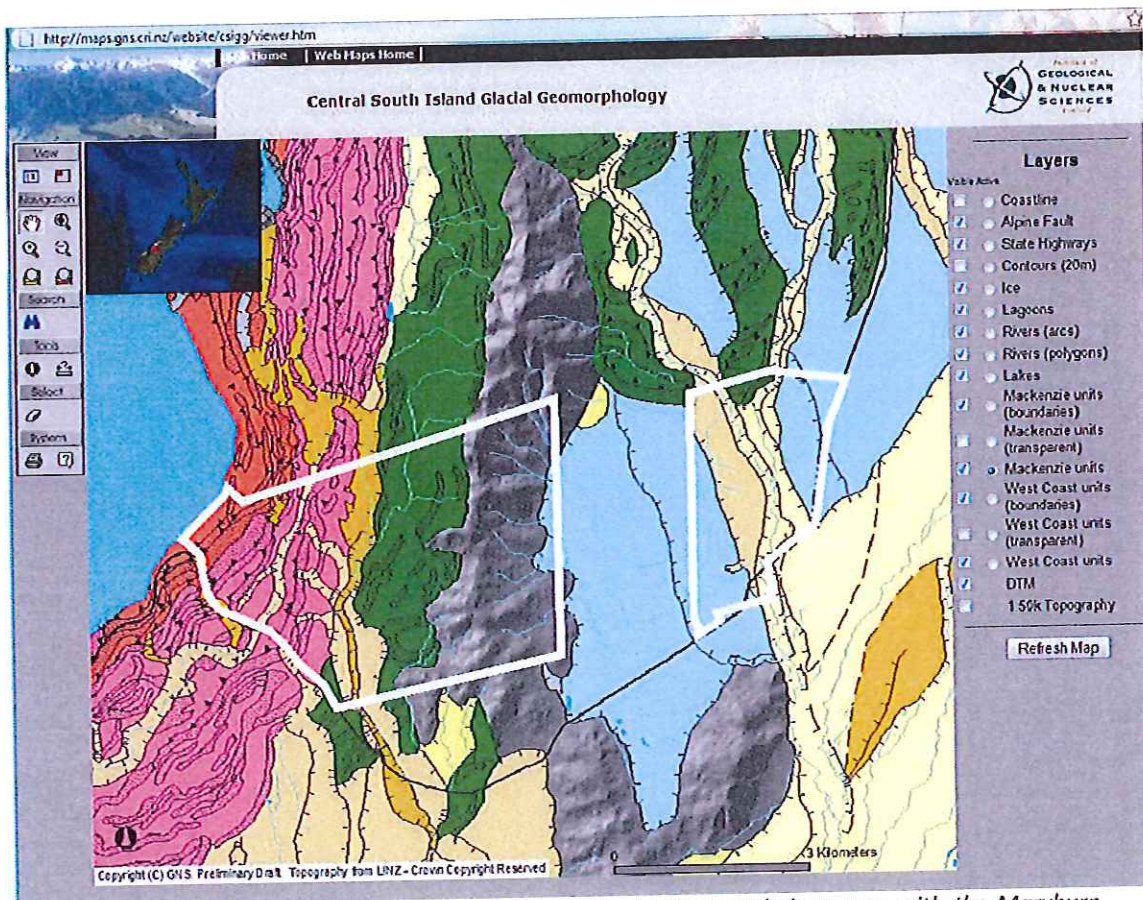 http://maps.gns.cri.nz/website/csigg/viewer.htm
Home | Web Maps Home |
Central South Island Glacial Geomorphology
GEOLOGICAL
& NUCLEAR
SCIENCES
View
Navigation
Search
Tools
Select
System
Layers
Visible Active
Coastline
Alpine Fault
State Highways
Contours (20m)
Ice
Lagoons
Rivers (arcs)
Rivers (polygons)
Lakes
Mackenzie units
(boundaries)
Mackenzie units
(transparent)
Mackenzie units
West Coast units
(boundaries)
West Coast units
(transparent)
West Coast units
DTM
1:50k Topography
Refresh Map
0 3 Kilometers
Copyright (C) GNS. Preliminary Draft. Topography from LINZ - Crown Copyright Reserved
with the Maryburn